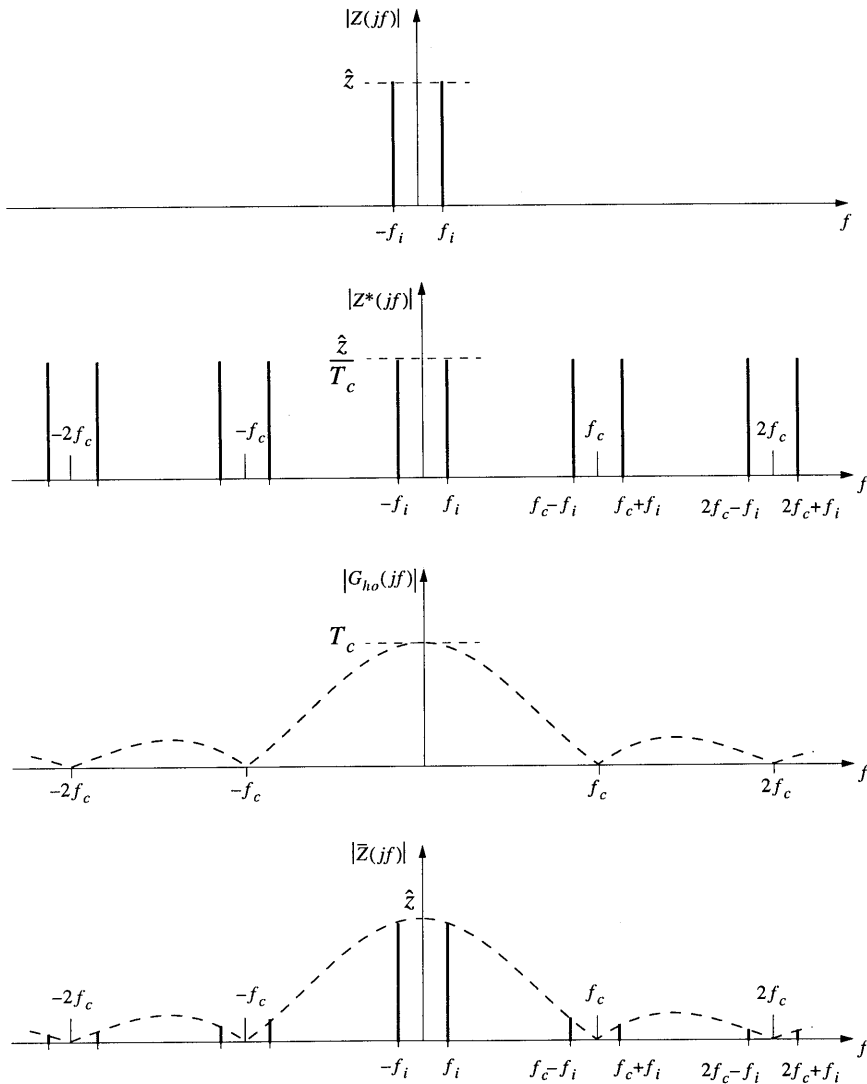 |Z(jf)|
ẑ
−f_i f_i f
|Z*(jf)|
ẑ/T_c
−2f_c −f_c f_c 2f_c
−f_i f_i f_c−f_i f_c+f_i 2f_c−f_i 2f_c+f_i f
|G_ho(jf)|
T_c
−2f_c −f_c f_c 2f_c f
|Z̄(jf)|
ẑ
−2f_c −f_c f_c 2f_c
−f_i f_i f_c−f_i f_c+f_i 2f_c−f_i 2f_c+f_i f